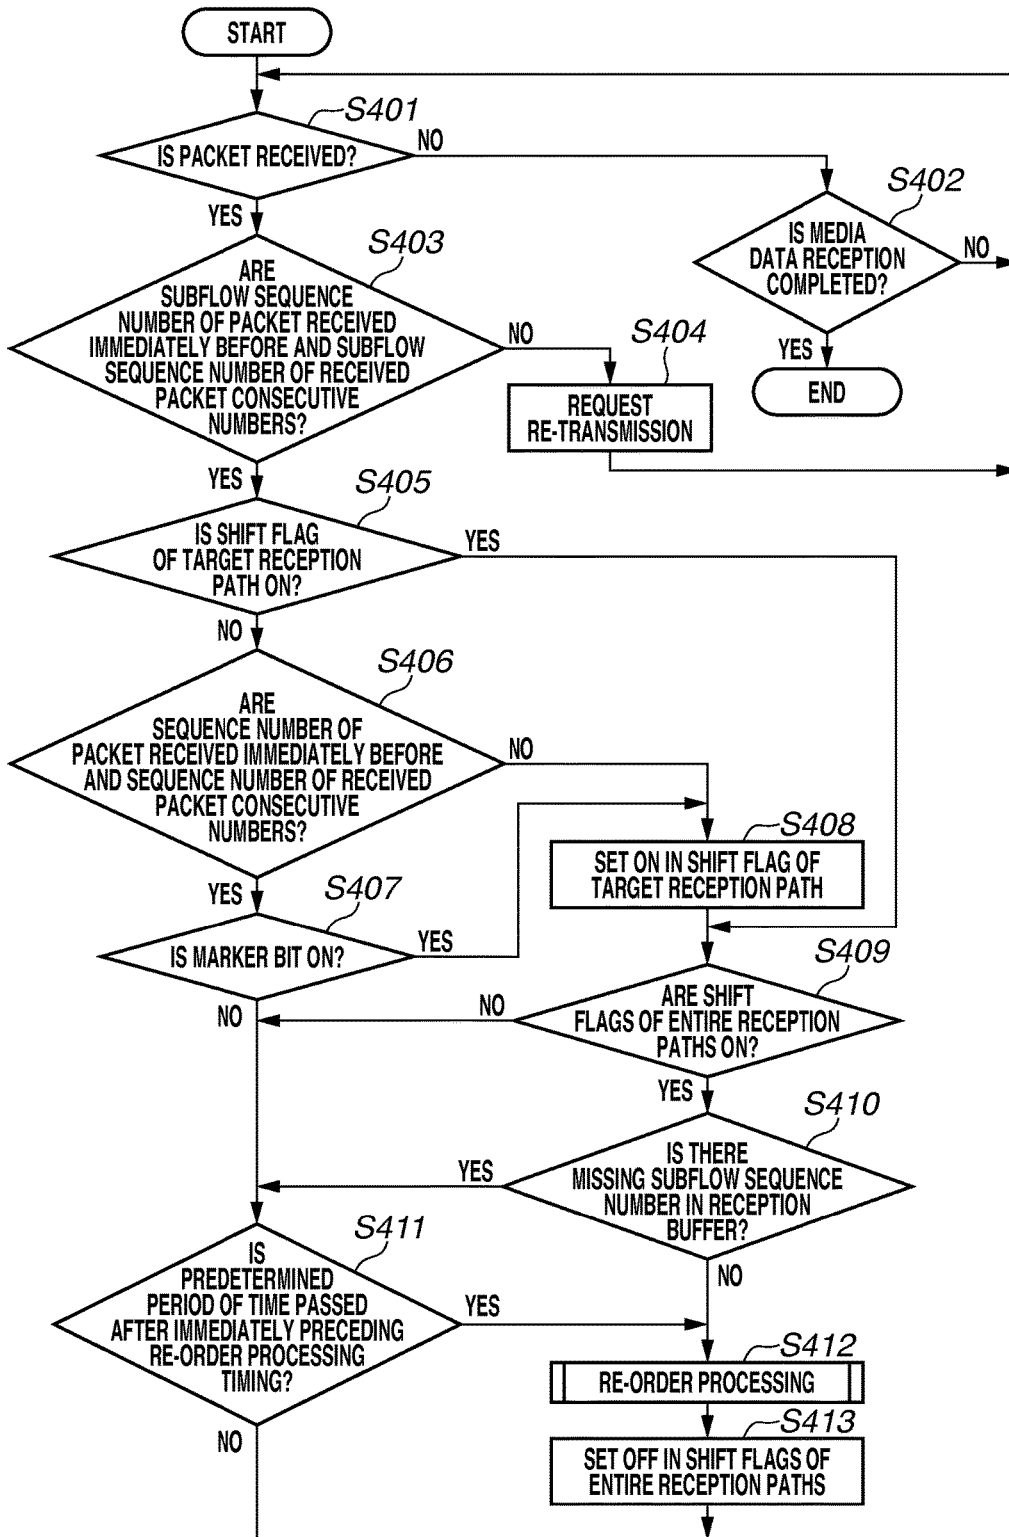 START
S401
IS PACKET RECEIVED?
NO
S402
IS MEDIA
DATA RECEPTION
COMPLETED?
NO
YES
END
YES
S403
ARE
SUBFLOW SEQUENCE
NUMBER OF PACKET RECEIVED
IMMEDIATELY BEFORE AND SUBFLOW
SEQUENCE NUMBER OF RECEIVED
PACKET CONSECUTIVE
NUMBERS?
NO
S404
REQUEST
RE-TRANSMISSION
YES
S405
IS SHIFT FLAG
OF TARGET RECEPTION
PATH ON?
YES
NO
S406
ARE
SEQUENCE NUMBER OF
PACKET RECEIVED IMMEDIATELY BEFORE
AND SEQUENCE NUMBER OF RECEIVED
PACKET CONSECUTIVE
NUMBERS?
NO
YES
S407
IS MARKER BIT ON?
YES
NO
S408
SET ON IN SHIFT FLAG OF
TARGET RECEPTION PATH
S409
ARE SHIFT
FLAGS OF ENTIRE RECEPTION
PATHS ON?
NO
YES
S410
IS THERE
MISSING SUBFLOW SEQUENCE
NUMBER IN RECEPTION
BUFFER?
YES
NO
S411
IS
PREDETERMINED
PERIOD OF TIME PASSED
AFTER IMMEDIATELY PRECEDING
RE-ORDER PROCESSING
TIMING?
YES
NO
S412
RE-ORDER PROCESSING
S413
SET OFF IN SHIFT FLAGS OF
ENTIRE RECEPTION PATHS